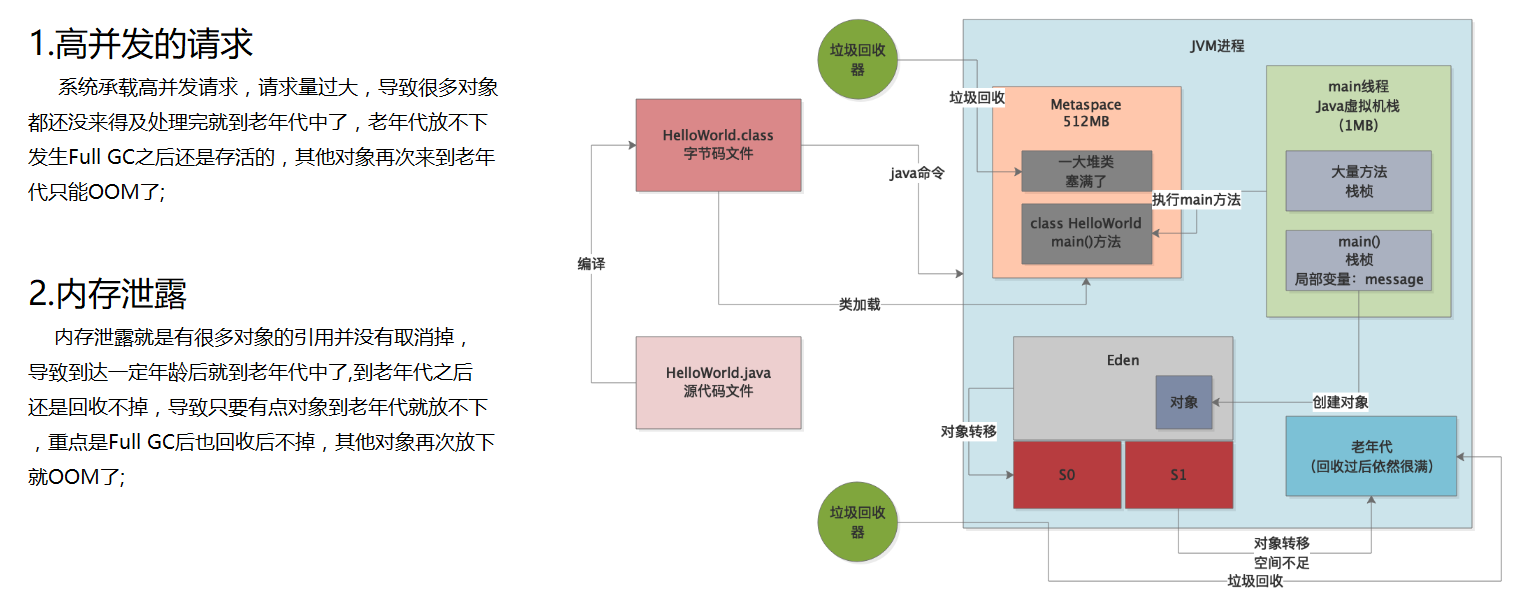 1.高并发的请求
系统承载高并发请求，请求量过大，导致很多对象
都还没来得及处理完就到老年代中了，老年代放不下
发生Full GC之后还是存活的，其他对象再次来到老年
代只能OOM了;
2.内存泄露
内存泄露就是有很多对象的引用并没有取消掉，
导致到达一定年龄后就到老年代中了,到老年代之后
还是回收不掉，导致只要有点对象到老年代就放不下
，重点是Full GC后也回收后不掉，其他对象再次放下
就OOM了;
编译
HelloWorld.class
字节码文件
HelloWorld.java
源代码文件
java命令
类加载
垃圾回收
器
垃圾回收
JVM进程
Metaspace
512MB
一大堆类
塞满了
class HelloWorld
main()方法
执行main方法
main线程
Java虚拟机栈
（1MB）
大量方法
栈桢
main()
栈桢
局部变量：message
创建对象
Eden
对象
对象转移
S0
S1
老年代
（回收过后依然很满）
垃圾回收
器
对象转移
空间不足
垃圾回收